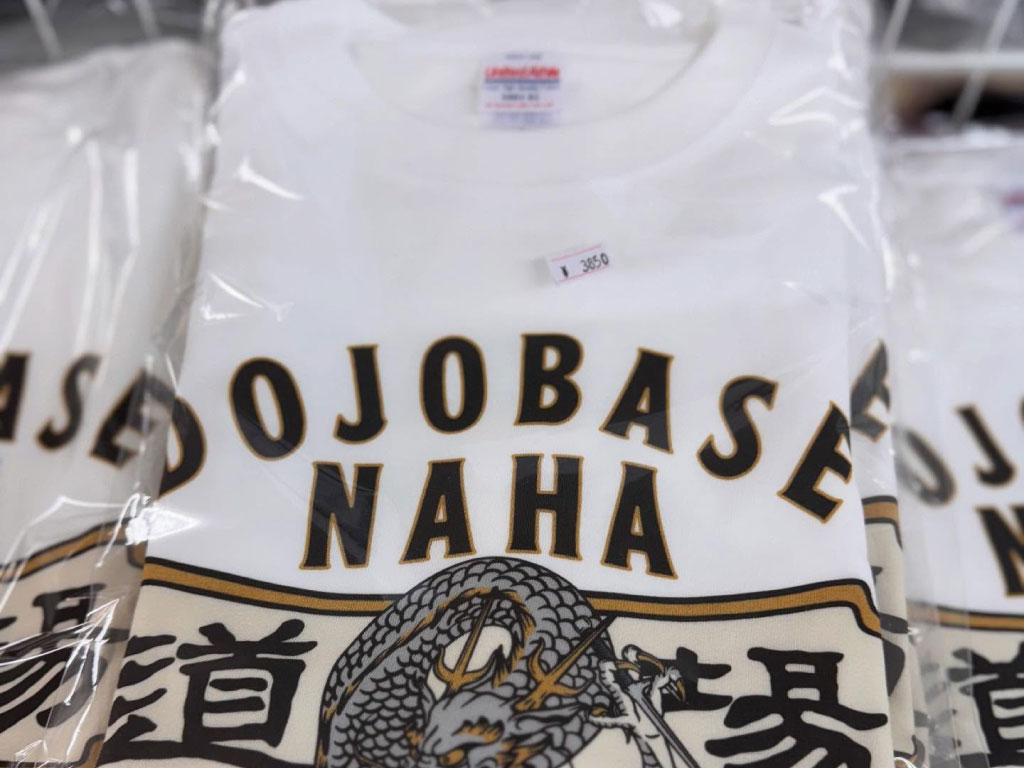 ¥ 3850
DOJOBASE
NAHA
道場